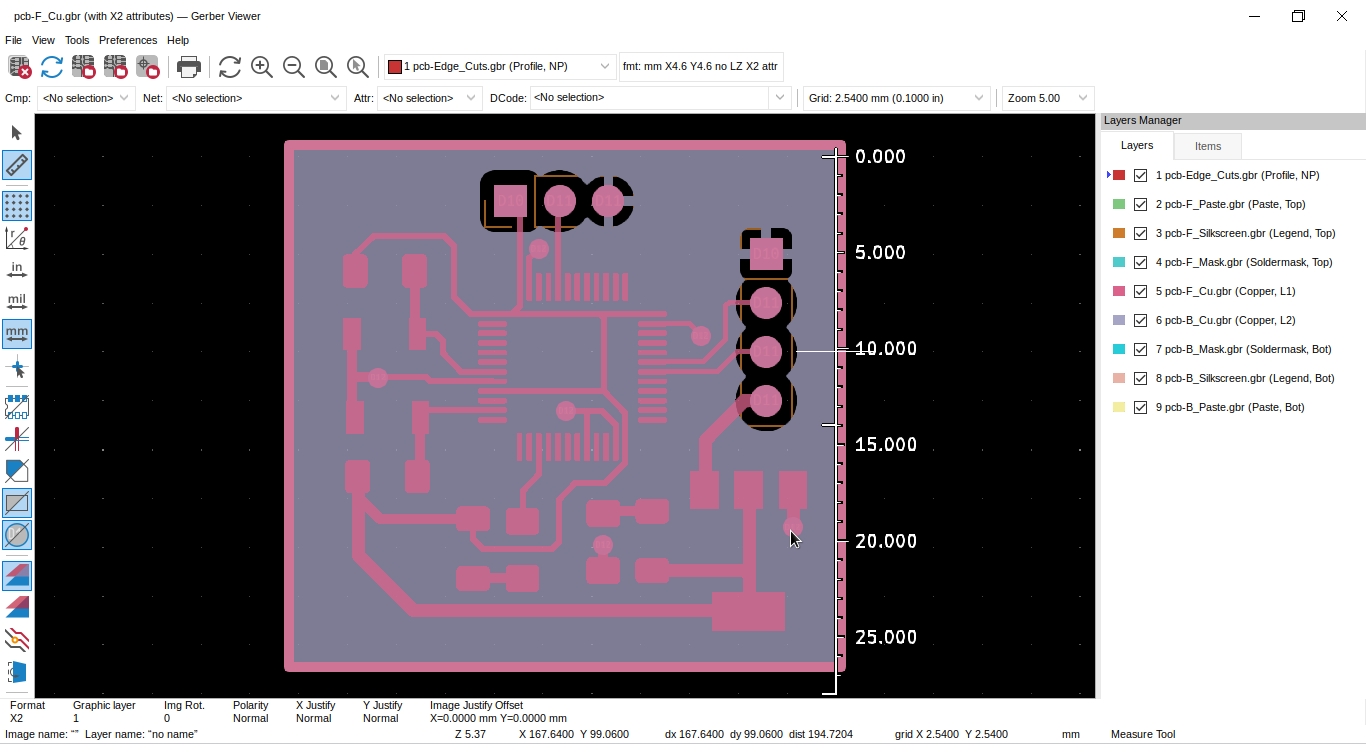 pcb-F_Cu.gbr (with X2 attributes) — Gerber Viewer
File View Tools Preferences Help
1 pcb-Edge_Cuts.gbr (Profile, NP) fmt: mm X4.6 Y4.6 no LZ X2 attr
Cmp: <No selection> Net: <No selection> Attr: <No selection> DCode: <No selection> Grid: 2.5400 mm (0.1000 in) Zoom 5.00
Layers Manager
Layers Items
1 pcb-Edge_Cuts.gbr (Profile, NP)
2 pcb-F_Paste.gbr (Paste, Top)
3 pcb-F_Silkscreen.gbr (Legend, Top)
4 pcb-F_Mask.gbr (Soldermask, Top)
5 pcb-F_Cu.gbr (Copper, L1)
6 pcb-B_Cu.gbr (Copper, L2)
7 pcb-B_Mask.gbr (Soldermask, Bot)
8 pcb-B_Silkscreen.gbr (Legend, Bot)
9 pcb-B_Paste.gbr (Paste, Bot)
r
θ
in
mil
mm
0.000
5.000
10.000
15.000
20.000
25.000
D10 D11 D11
D10
D11
D11
D11
Format Graphic layer Img Rot. Polarity X Justify Y Justify Image Justify Offset
X2 1 0 Normal Normal Normal X=0.0000 mm Y=0.0000 mm
Image name: “” Layer name: “no name” Z 5.37 X 167.6400 Y 99.0600 dx 167.6400 dy 99.0600 dist 194.7204 grid X 2.5400 Y 2.5400 mm Measure Tool